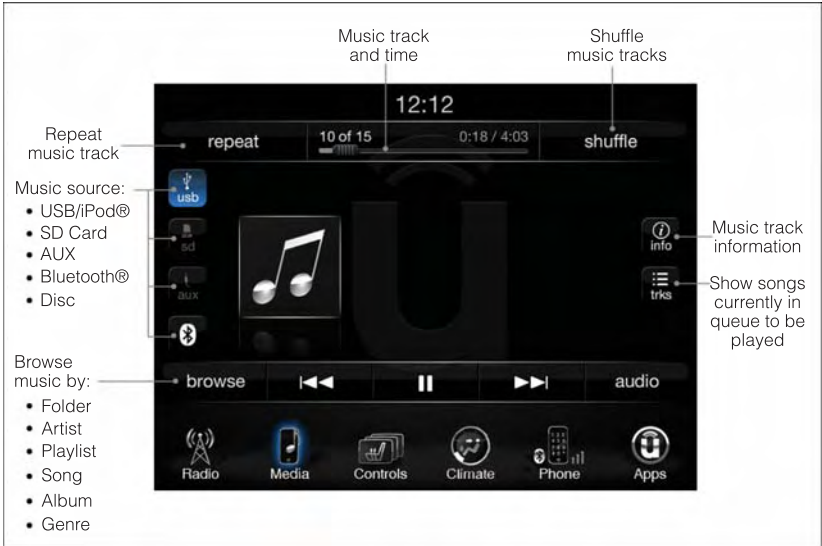 Music track
and time
Shuffle
music tracks
12:12
Repeat
music track
repeat
10 of 15
0:18 / 4:03
shuffle
Music source:
• USB/iPod®
• SD Card
• AUX
• Bluetooth®
• Disc
usb
sd
aux
info
trks
Music track
information
Show songs
currently in
queue to be
played
Browse
music by:
• Folder
• Artist
• Playlist
• Song
• Album
• Genre
browse
audio
Radio
Media
Controls
Climate
Phone
Apps